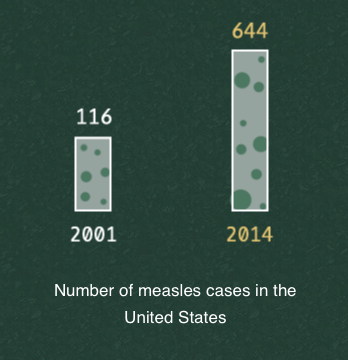 644
116
2001
2014
Number of measles cases in the
United States